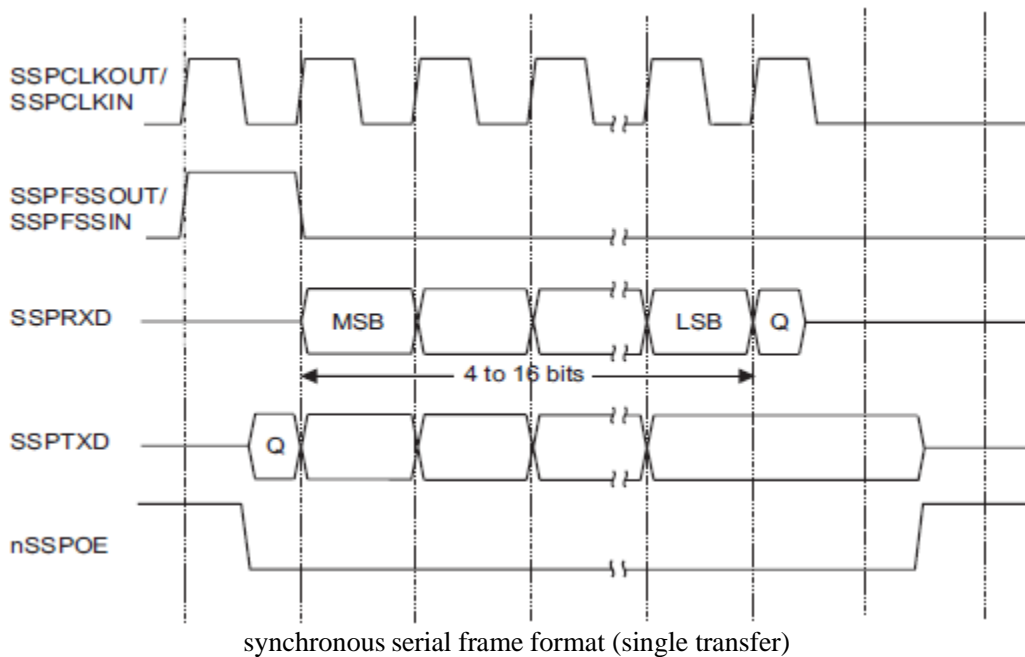 SSPCLKOUT/
SSPCLKIN
SSPFSSOUT/
SSPFSSIN
SSPRXD
MSB
LSB
Q
4 to 16 bits
SSPTXD
Q
nSSPOE
synchronous serial frame format (single transfer)